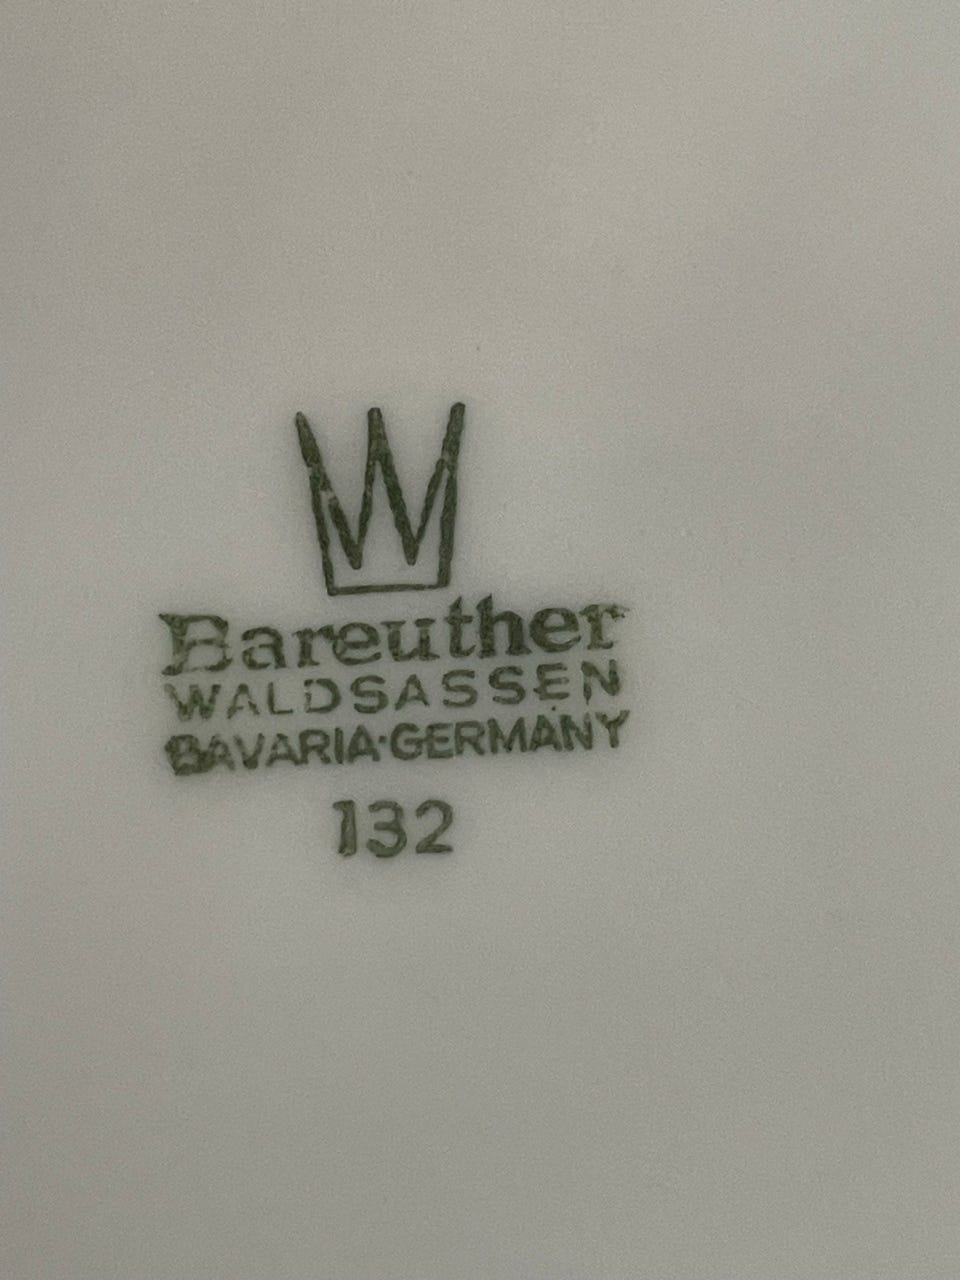 Bareuther
WALDSASSEN
BAVARIA·GERMANY
132